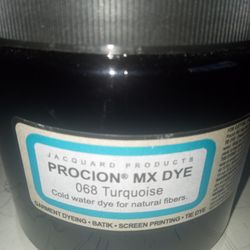 JACQUARD PRODUCTS
PROCION® MX DYE
068 Turquoise
Cold water dye for natural fibers.
GARMENT DYEING • BATIK • SCREEN PRINTING • TIE DYE